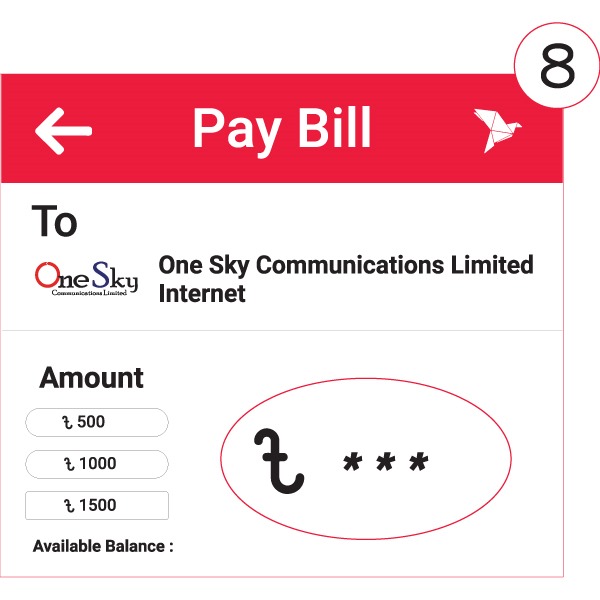 8
Pay Bill
To
One Sky
Communications Limited
One Sky Communications Limited
Internet
Amount
৳ 500
৳ 1000
৳ 1500
৳ ***
Available Balance :